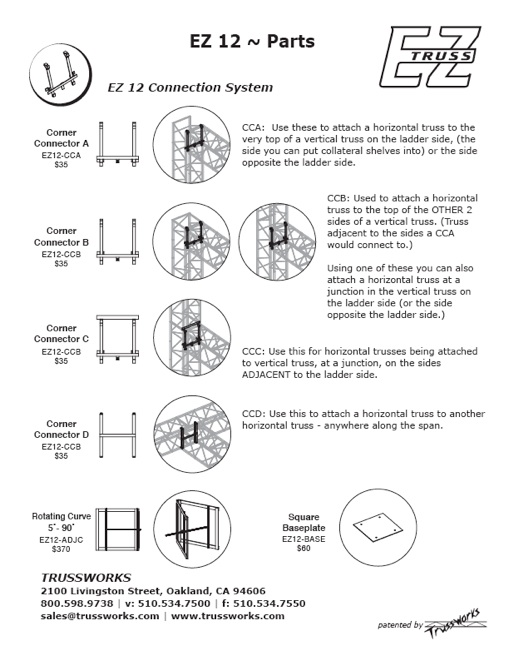 EZ 12 ~ Parts
EZ
TRUSS
EZ 12 Connection System
Corner
Connector A
EZ12-CCA
$35
CCA: Use these to attach a horizontal truss to the
very top of a vertical truss on the ladder side, (the
side you can put collateral shelves into) or the side
opposite the ladder side.
Corner
Connector B
EZ12-CCB
$35
CCB: Used to attach a horizontal
truss to the top of the OTHER 2
sides of a vertical truss. (Truss
adjacent to the sides a CCA
would connect to.)
Using one of these you can also
attach a horizontal truss at a
junction in the vertical truss on
the ladder side (or the side
opposite the ladder side.)
Corner
Connector C
EZ12-CCB
$35
CCC: Use this for horizontal trusses being attached
to vertical truss, at a junction, on the sides
ADJACENT to the ladder side.
Corner
Connector D
EZ12-CCB
$35
CCD: Use this to attach a horizontal truss to another
horizontal truss - anywhere along the span.
Rotating Curve
5˚- 90˚
EZ12-ADJC
$370
Square
Baseplate
EZ12-BASE
$60
TRUSSWORKS
2100 Livingston Street, Oakland, CA 94606
800.598.9738 | v: 510.534.7500 | f: 510.534.7550
sales@trussworks.com | www.trussworks.com
patented by Trussworks